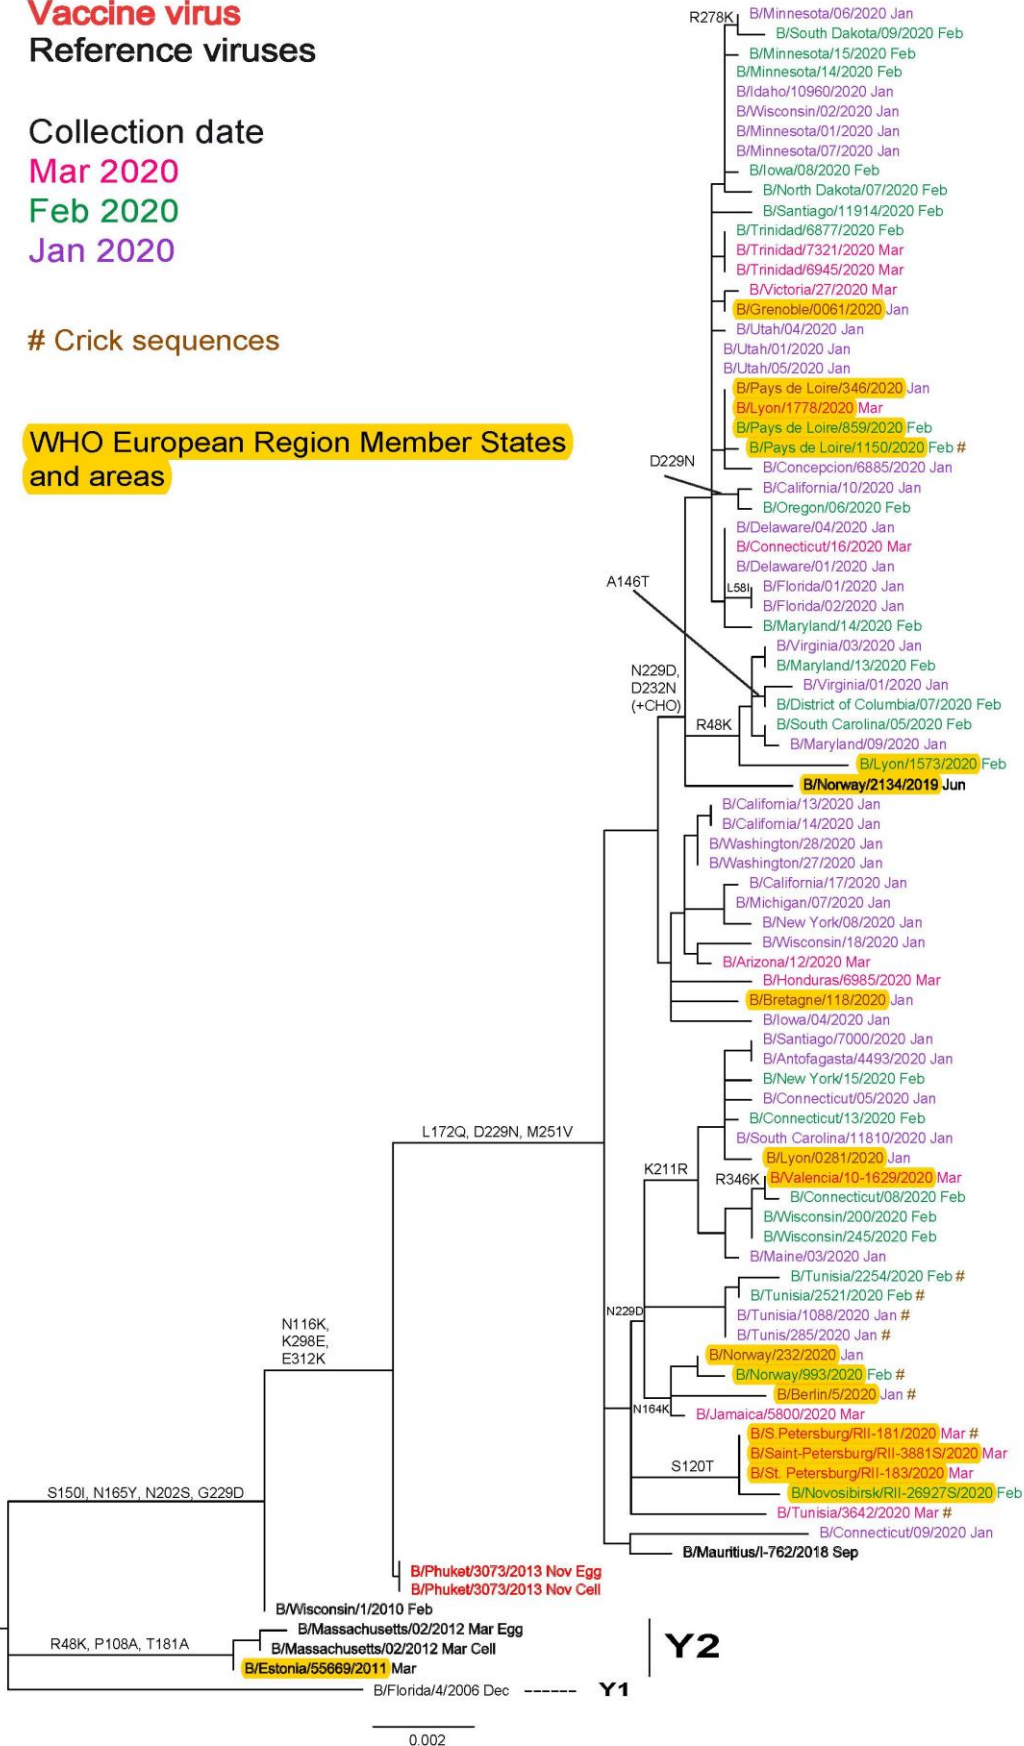 Vaccine virus
Reference viruses
Collection date
Mar 2020
Feb 2020
Jan 2020
# Crick sequences
WHO European Region Member States
and areas
R278K
B/Minnesota/06/2020 Jan
B/South Dakota/09/2020 Feb
B/Minnesota/15/2020 Feb
B/Minnesota/14/2020 Feb
B/Idaho/10960/2020 Jan
B/Wisconsin/02/2020 Jan
B/Minnesota/01/2020 Jan
B/Minnesota/07/2020 Jan
B/Iowa/08/2020 Feb
B/North Dakota/07/2020 Feb
B/Santiago/11914/2020 Feb
B/Trinidad/6877/2020 Feb
B/Trinidad/7321/2020 Mar
B/Trinidad/6945/2020 Mar
B/Victoria/27/2020 Mar
B/Grenoble/0061/2020 Jan
B/Utah/04/2020 Jan
B/Utah/01/2020 Jan
B/Utah/05/2020 Jan
B/Pays de Loire/346/2020 Jan
B/Lyon/1778/2020 Mar
B/Pays de Loire/859/2020 Feb
B/Pays de Loire/1150/2020 Feb #
D229N
B/Concepcion/6885/2020 Jan
B/California/10/2020 Jan
B/Oregon/06/2020 Feb
B/Delaware/04/2020 Jan
B/Connecticut/16/2020 Mar
B/Delaware/01/2020 Jan
A146T
L58I
B/Florida/01/2020 Jan
B/Florida/02/2020 Jan
B/Maryland/14/2020 Feb
B/Virginia/03/2020 Jan
B/Maryland/13/2020 Feb
N229D,
D232N
(+CHO)
B/Virginia/01/2020 Jan
B/District of Columbia/07/2020 Feb
R48K
B/South Carolina/05/2020 Feb
B/Maryland/09/2020 Jan
B/Lyon/1573/2020 Feb
B/Norway/2134/2019 Jun
B/California/13/2020 Jan
B/California/14/2020 Jan
B/Washington/28/2020 Jan
B/Washington/27/2020 Jan
B/California/17/2020 Jan
B/Michigan/07/2020 Jan
B/New York/08/2020 Jan
B/Wisconsin/18/2020 Jan
B/Arizona/12/2020 Mar
B/Honduras/6985/2020 Mar
B/Bretagne/118/2020 Jan
B/Iowa/04/2020 Jan
B/Santiago/7000/2020 Jan
B/Antofagasta/4493/2020 Jan
B/New York/15/2020 Feb
B/Connecticut/05/2020 Jan
B/Connecticut/13/2020 Feb
L172Q, D229N, M251V
B/South Carolina/11810/2020 Jan
B/Lyon/0281/2020 Jan
K211R
R346K
B/Valencia/10-1629/2020 Mar
B/Connecticut/08/2020 Feb
B/Wisconsin/200/2020 Feb
B/Wisconsin/245/2020 Feb
B/Maine/03/2020 Jan
B/Tunisia/2254/2020 Feb #
B/Tunisia/2521/2020 Feb #
N229D
B/Tunisia/1088/2020 Jan #
B/Tunis/285/2020 Jan #
N116K,
K298E,
E312K
B/Norway/232/2020 Jan
B/Norway/993/2020 Feb #
B/Berlin/5/2020 Jan #
N164K
B/Jamaica/5800/2020 Mar
B/S.Petersburg/RII-181/2020 Mar #
B/Saint-Petersburg/RII-3881S/2020 Mar
S120T
B/St. Petersburg/RII-183/2020 Mar
B/Novosibirsk/RII-26927S/2020 Feb
S150I, N165Y, N202S, G229D
B/Tunisia/3642/2020 Mar #
B/Connecticut/09/2020 Jan
B/Mauritius/I-762/2018 Sep
B/Phuket/3073/2013 Nov Egg
B/Phuket/3073/2013 Nov Cell
B/Wisconsin/1/2010 Feb
B/Massachusetts/02/2012 Mar Egg
R48K, P108A, T181A
B/Massachusetts/02/2012 Mar Cell
Y2
B/Estonia/55669/2011 Mar
B/Florida/4/2006 Dec ------ Y1
0.002